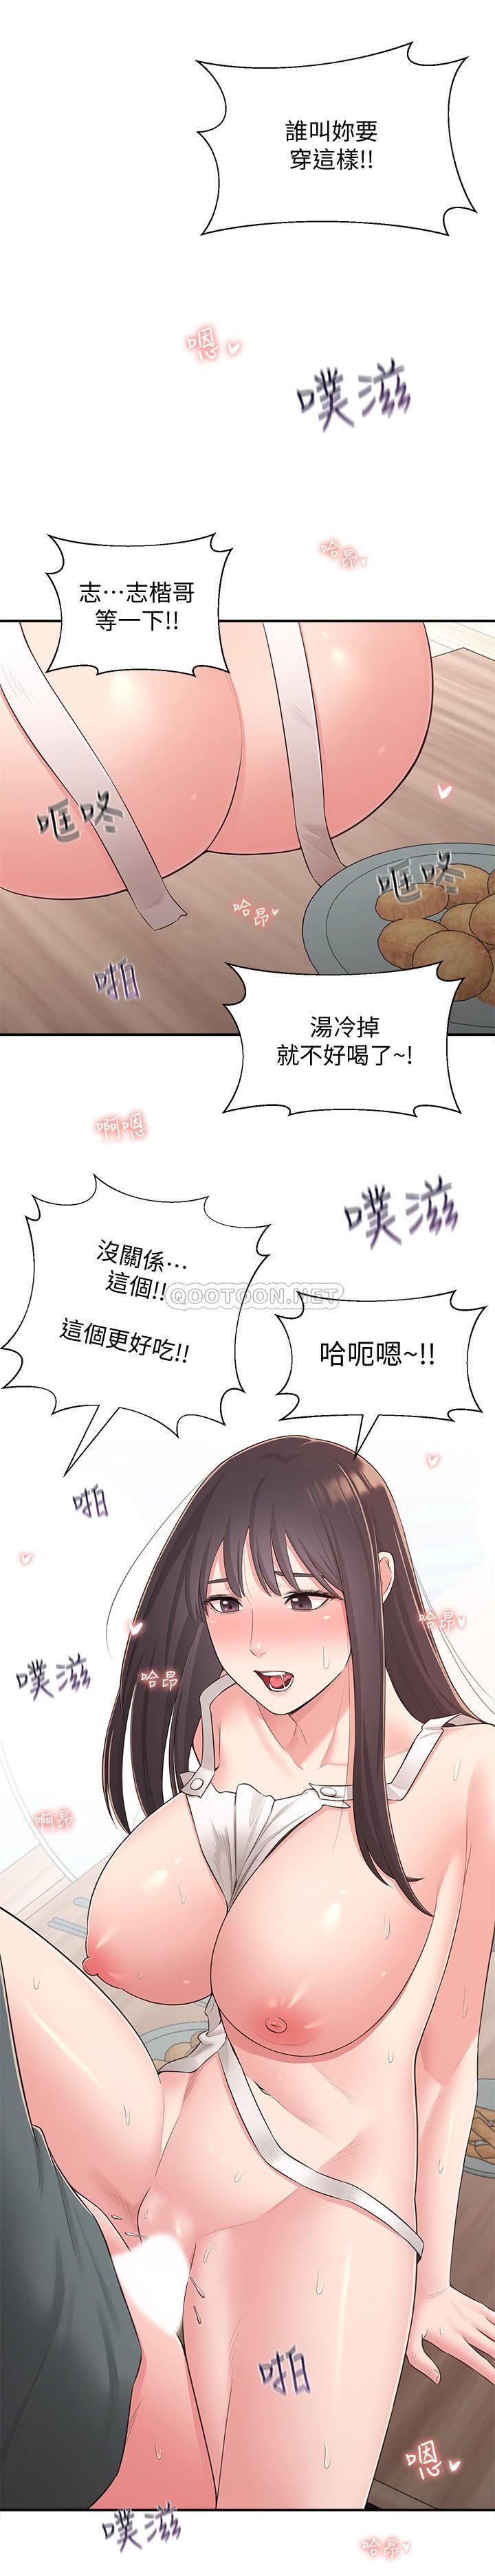 誰叫妳要
穿這樣!!
嗯
噗滋
哈昂
志…志楷哥
等一下!!
哐咚
哐咚
哈昂
啪
湯冷掉
就不好喝了~!
啊嗯
噗滋
沒關係…
這個!!
這個更好吃!!
QOOTOON.NET
哈呃嗯~!!
啪
哈昂
噗滋
哈昂
啊昂
啪
嗯
噗滋
哈昂